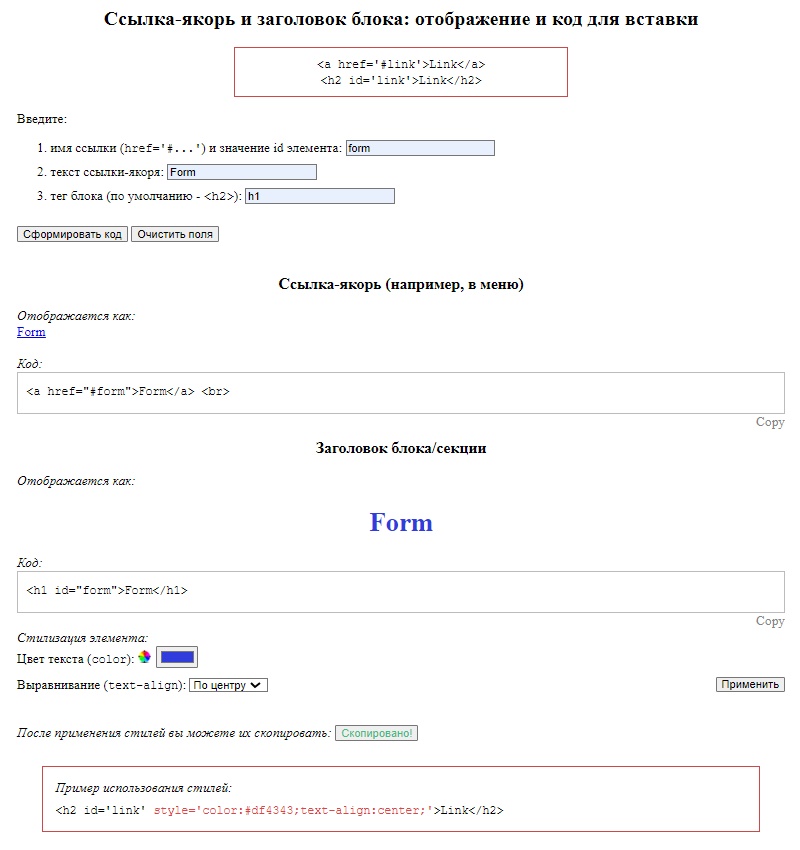 Ссылка-якорь и заголовок блока: отображение и код для вставки
<a href='#link'>Link</a>
<h2 id='link'>Link</h2>
Введите:
1. имя ссылки (href='#...') и значение id элемента: form
2. текст ссылки-якоря: Form
3. тег блока (по умолчанию - <h2>): h1
Сформировать код Очистить поля
Ссылка-якорь (например, в меню)
Отображается как:
Form
Код:
<a href="#form">Form</a> <br>
Copy
Заголовок блока/секции
Отображается как:
Form
Код:
<h1 id="form">Form</h1>
Copy
Стилизация элемента:
Цвет текста (color):
Выравнивание (text-align): По центру Применить
После применения стилей вы можете их скопировать: Скопировано!
Пример использования стилей:
<h2 id='link' style='color:#df4343;text-align:center;'>Link</h2>